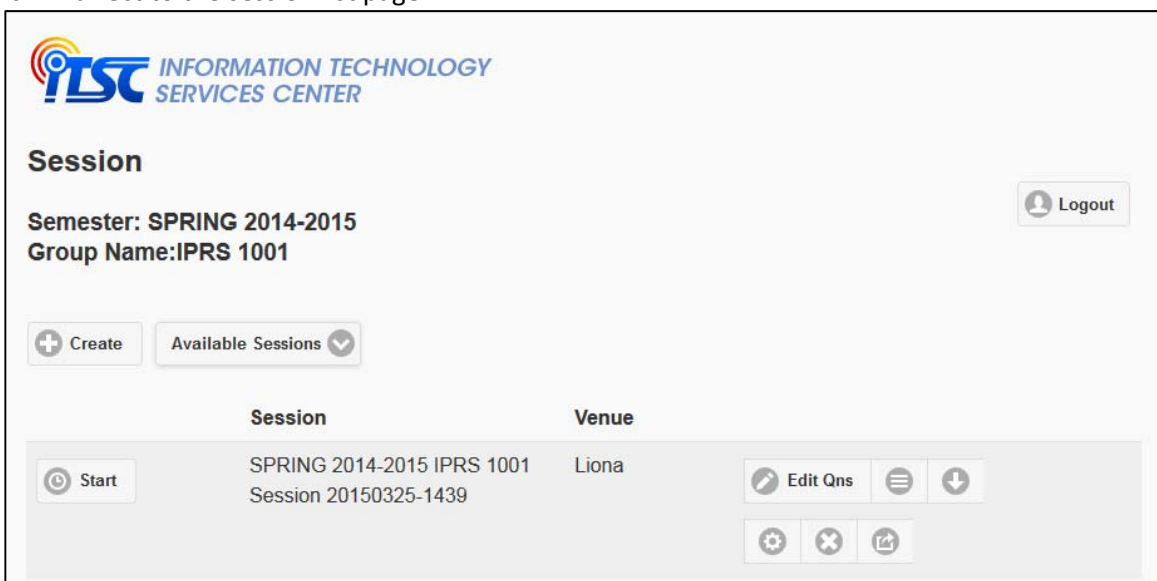 iTSC INFORMATION TECHNOLOGY
SERVICES CENTER
Session
Logout
Semester: SPRING 2014-2015
Group Name:IPRS 1001
Create Available Sessions
Session Venue
Start SPRING 2014-2015 IPRS 1001 Liona Edit Qns
Session 20150325-1439